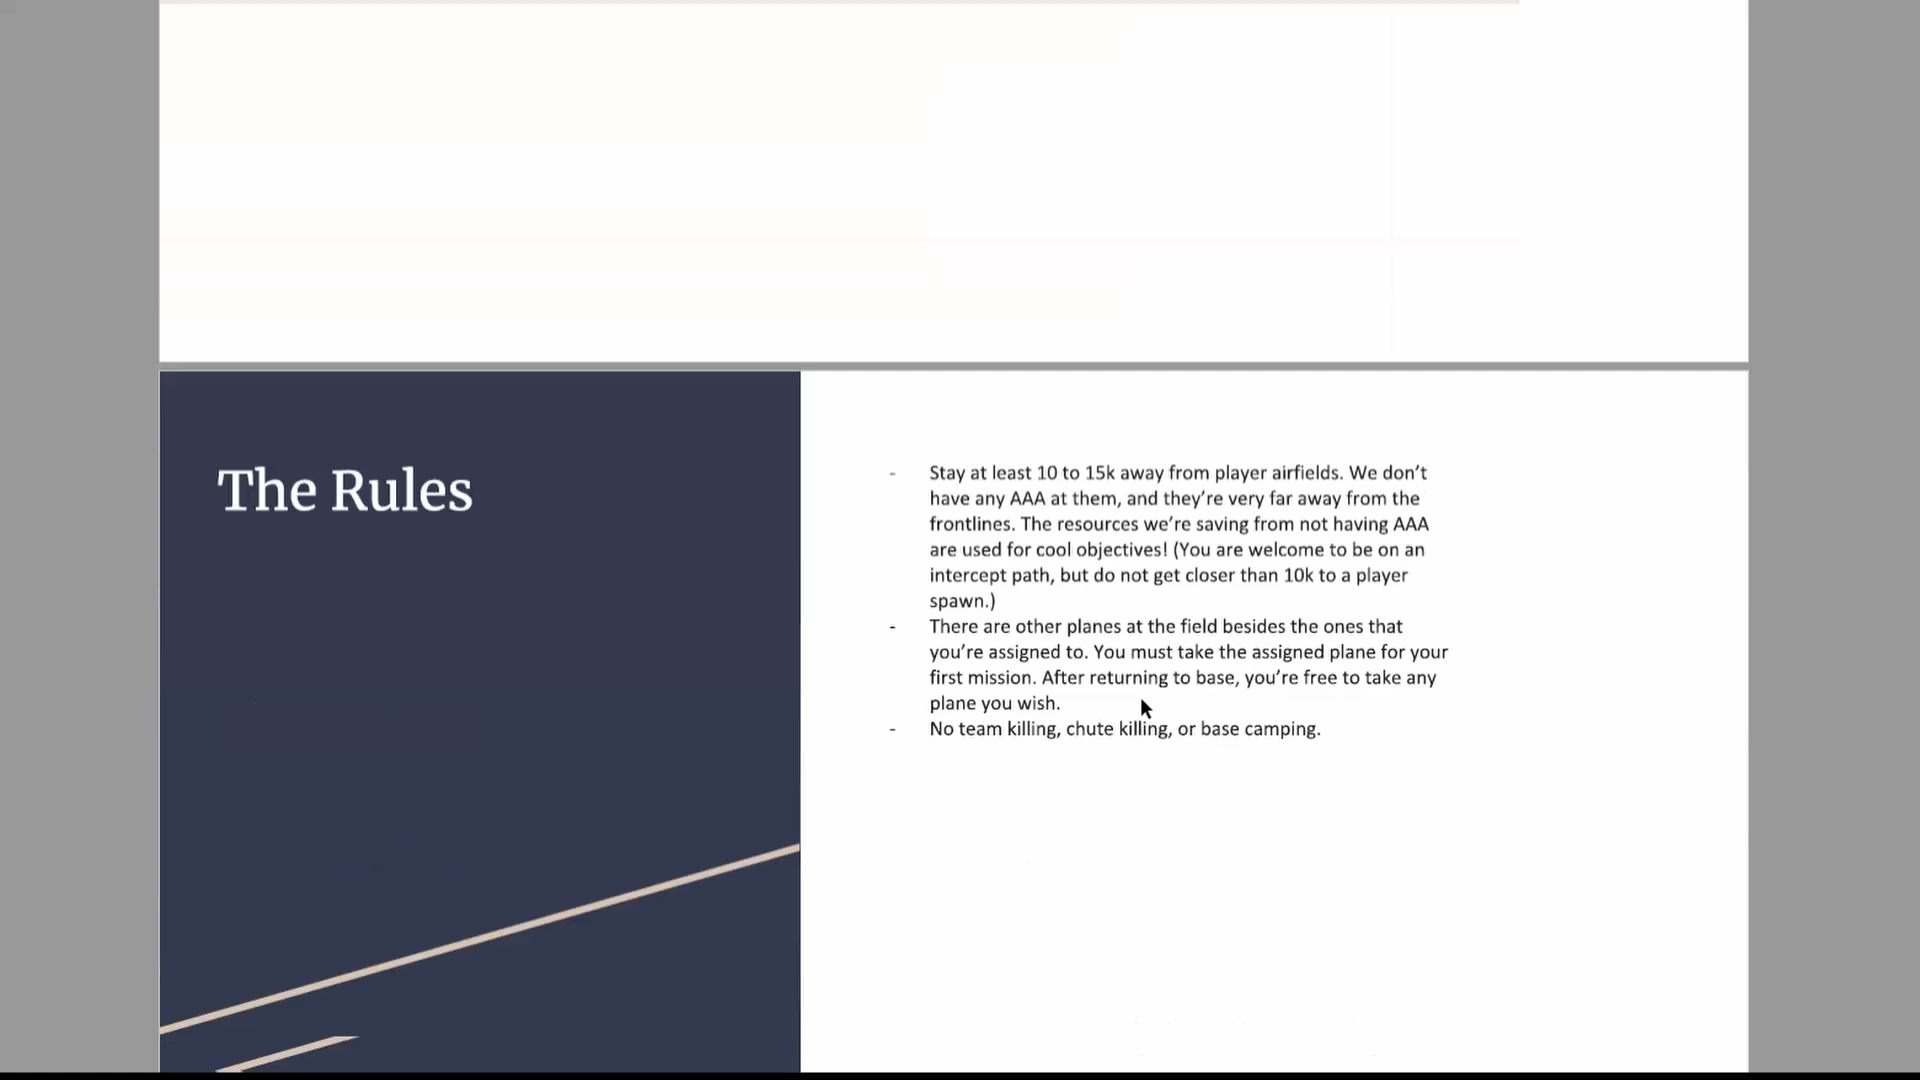 The Rules
- Stay at least 10 to 15k away from player airfields. We don’t
have any AAA at them, and they’re very far away from the
frontlines. The resources we’re saving from not having AAA
are used for cool objectives! (You are welcome to be on an
intercept path, but do not get closer than 10k to a player
spawn.)
- There are other planes at the field besides the ones that
you’re assigned to. You must take the assigned plane for your
first mission. After returning to base, you’re free to take any
plane you wish.
- No team killing, chute killing, or base camping.